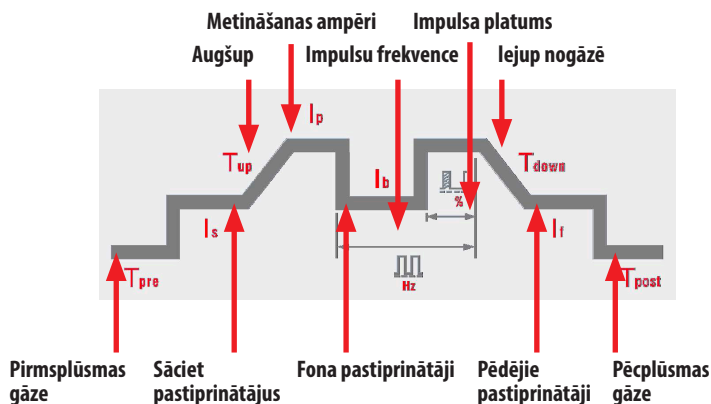 Metināšanas ampēri
Impulsa platums
Augšup
Impulsu frekvence
lejup nogāzē
Ip
Tup
Ib
Tdown
%
Is
If
Tpre
Hz
Tpost
Pirmsplūsmas
gāze
Sāciet
pastiprinātājus
Fona pastiprinātāji
Pēdējie
pastiprinātāji
Pēcplūsmas
gāze